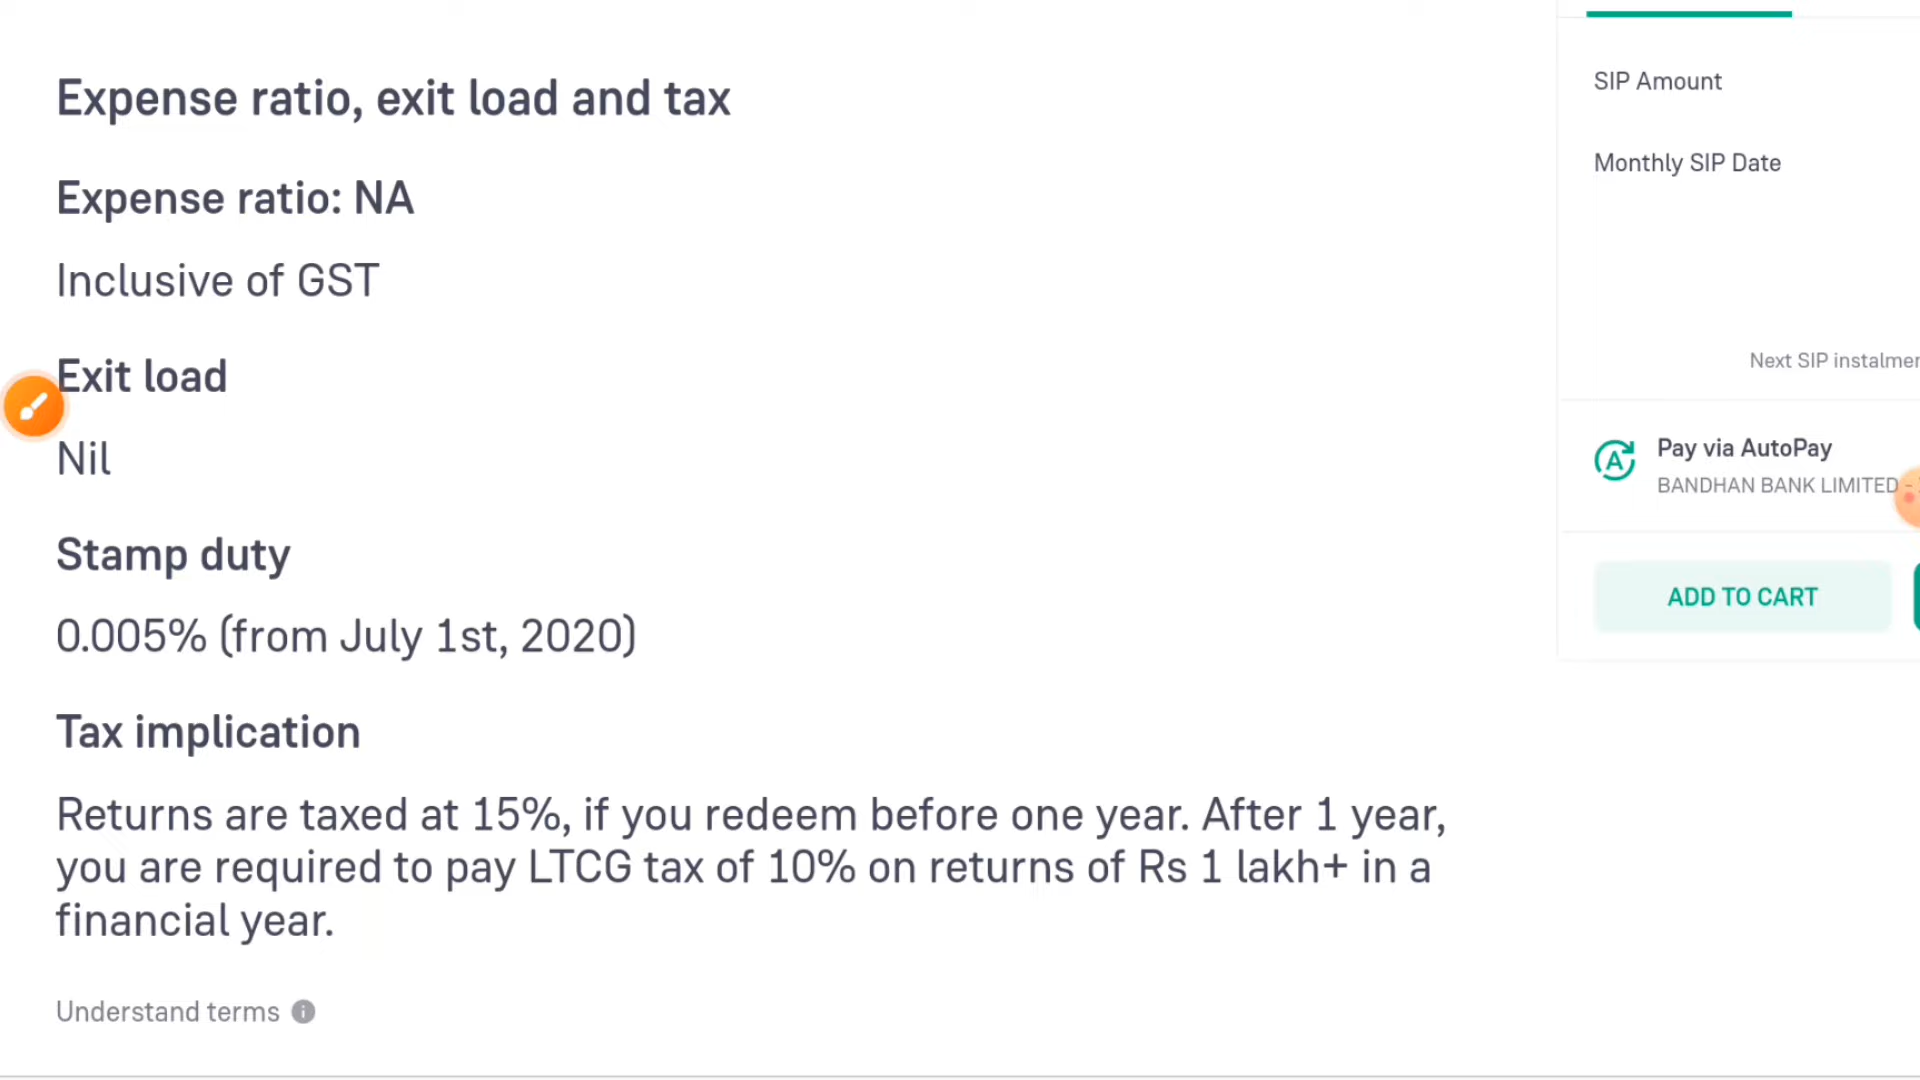 Expense ratio, exit load and tax
Expense ratio: NA
Inclusive of GST
Exit load
Nil
Stamp duty
0.005% (from July 1st, 2020)
Tax implication
Returns are taxed at 15%, if you redeem before one year. After 1 year,
you are required to pay LTCG tax of 10% on returns of Rs 1 lakh+ in a
financial year.
Understand terms
SIP Amount
Monthly SIP Date
Next SIP
Pay via AutoPay
BANDHAN BANK LIMITED -
ADD TO CART